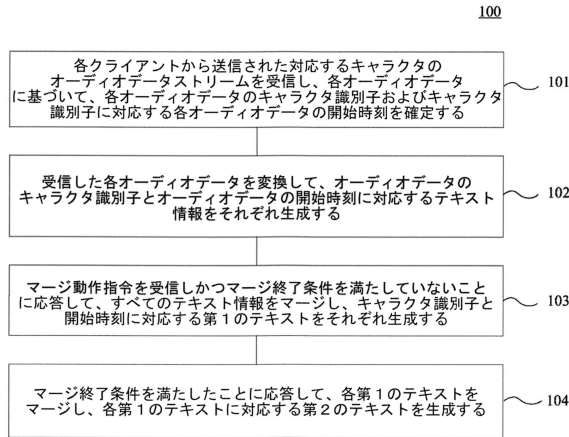 100
各クライアントから送信された対応するキャラクタの
オーディオデータストリームを受信し、各オーディオデータ
に基づいて、各オーディオデータのキャラクタ識別子およびキャラクタ
識別子に対応する各オーディオデータの開始時刻を確定する
101
受信した各オーディオデータを変換して、オーディオデータの
キャラクタ識別子とオーディオデータの開始時刻に対応するテキスト
情報をそれぞれ生成する
102
マージ動作指令を受信しかつマージ終了条件を満たしていないこと
に応答して、すべてのテキスト情報をマージし、キャラクタ識別子と
開始時刻に対応する第1のテキストをそれぞれ生成する
103
マージ終了条件を満たしたことに応答して、各第1のテキストを
マージし、各第1のテキストに対応する第2のテキストを生成する
104